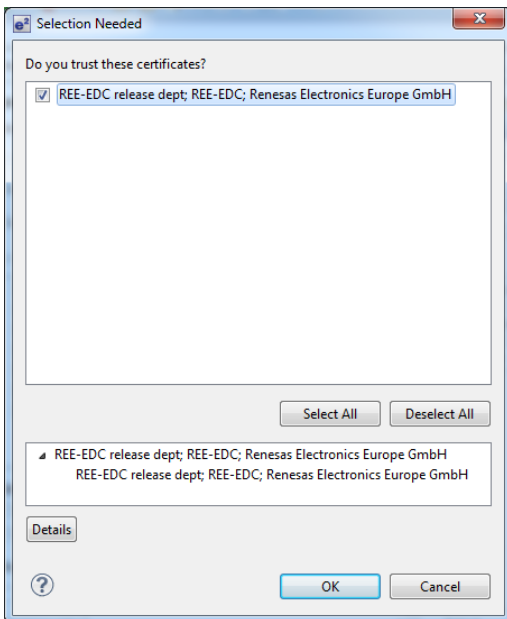 e² Selection Needed
Do you trust these certificates?
REE-EDC release dept; REE-EDC; Renesas Electronics Europe GmbH
Select All Deselect All
REE-EDC release dept; REE-EDC; Renesas Electronics Europe GmbH
REE-EDC release dept; REE-EDC; Renesas Electronics Europe GmbH
Details
? OK Cancel